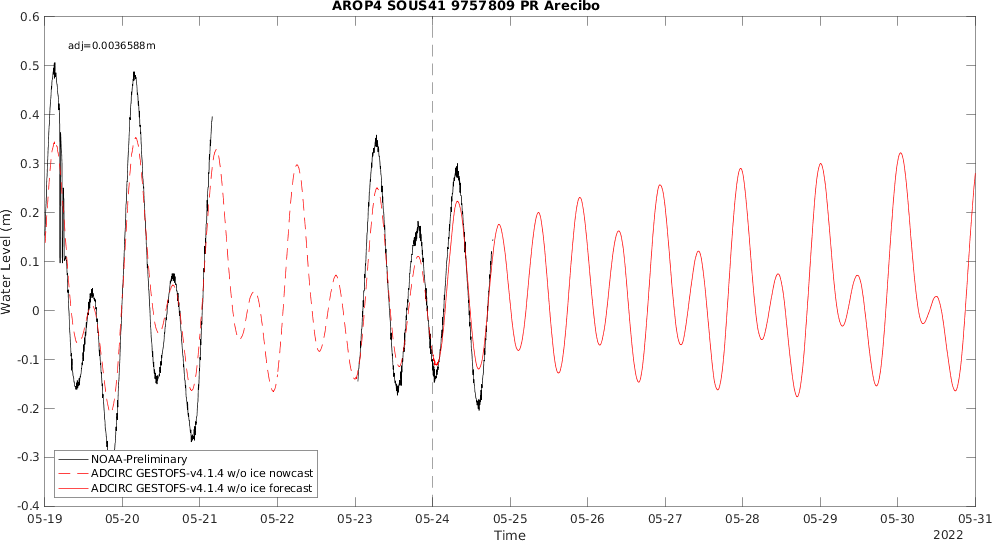 AROP4 SOUS41 9757809 PR Arecibo
adj=0.0036588m
Water Level (m)
0.6
0.5
0.4
0.3
0.2
0.1
0
-0.1
-0.2
-0.3
-0.4
NOAA-Preliminary
ADCIRC GESTOFS-v4.1.4 w/o ice nowcast
ADCIRC GESTOFS-v4.1.4 w/o ice forecast
05-19 05-20 05-21 05-22 05-23 05-24 05-25 05-26 05-27 05-28 05-29 05-30 05-31
Time
2022